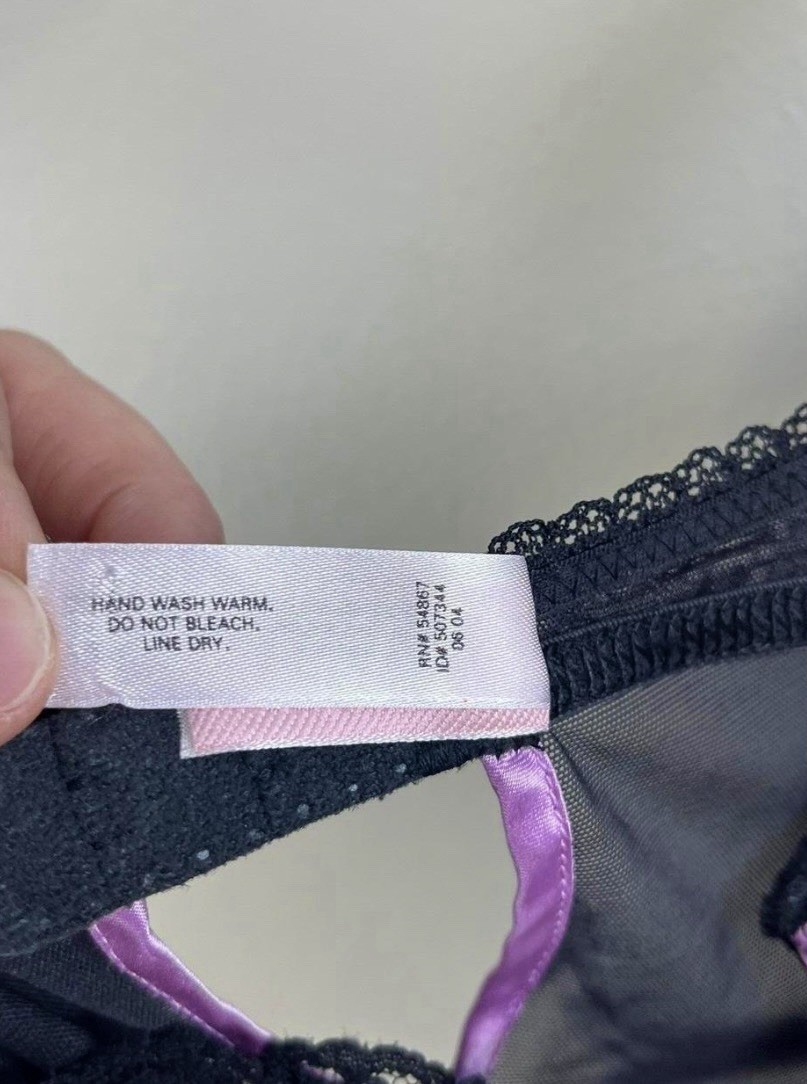 HAND WASH WARM.
DO NOT BLEACH.
LINE DRY.
RN# 54867
ID# 507344
06 04